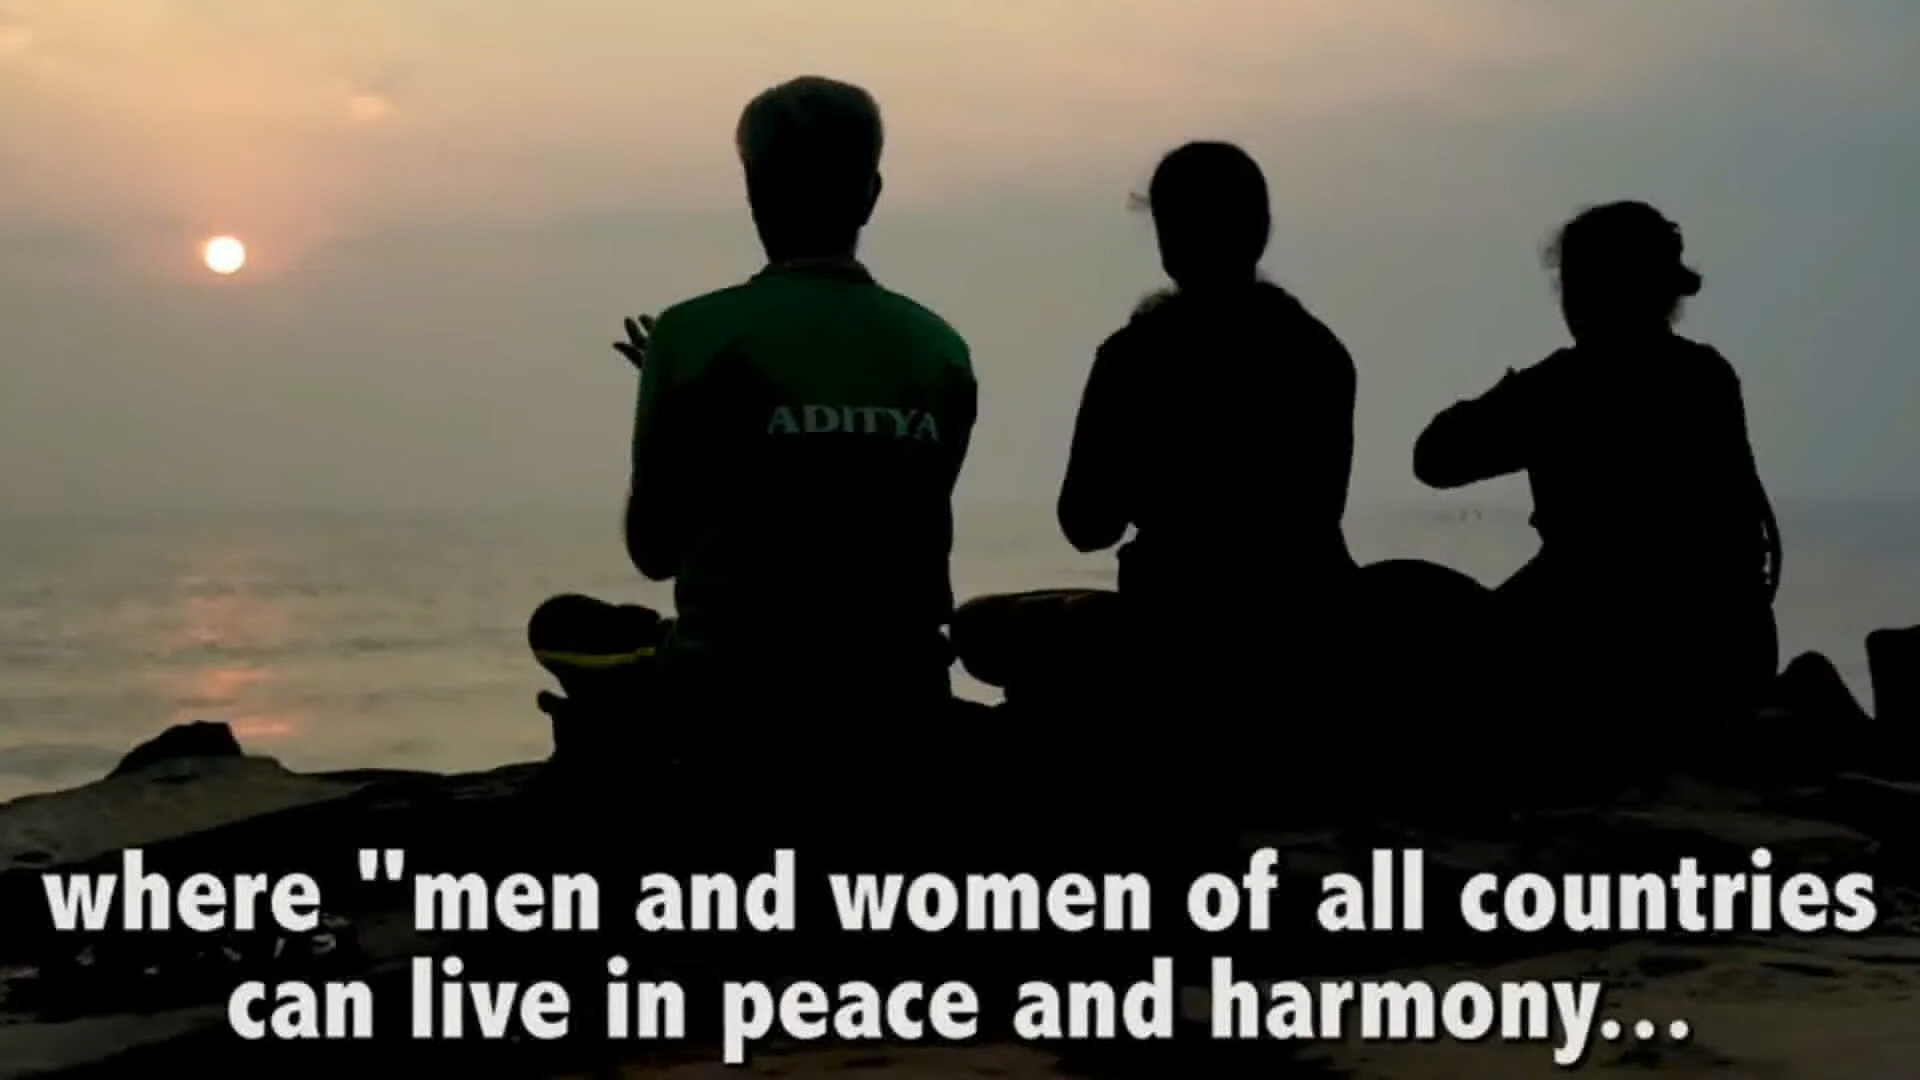 ADITYA
where "men and women of all countries
can live in peace and harmony...